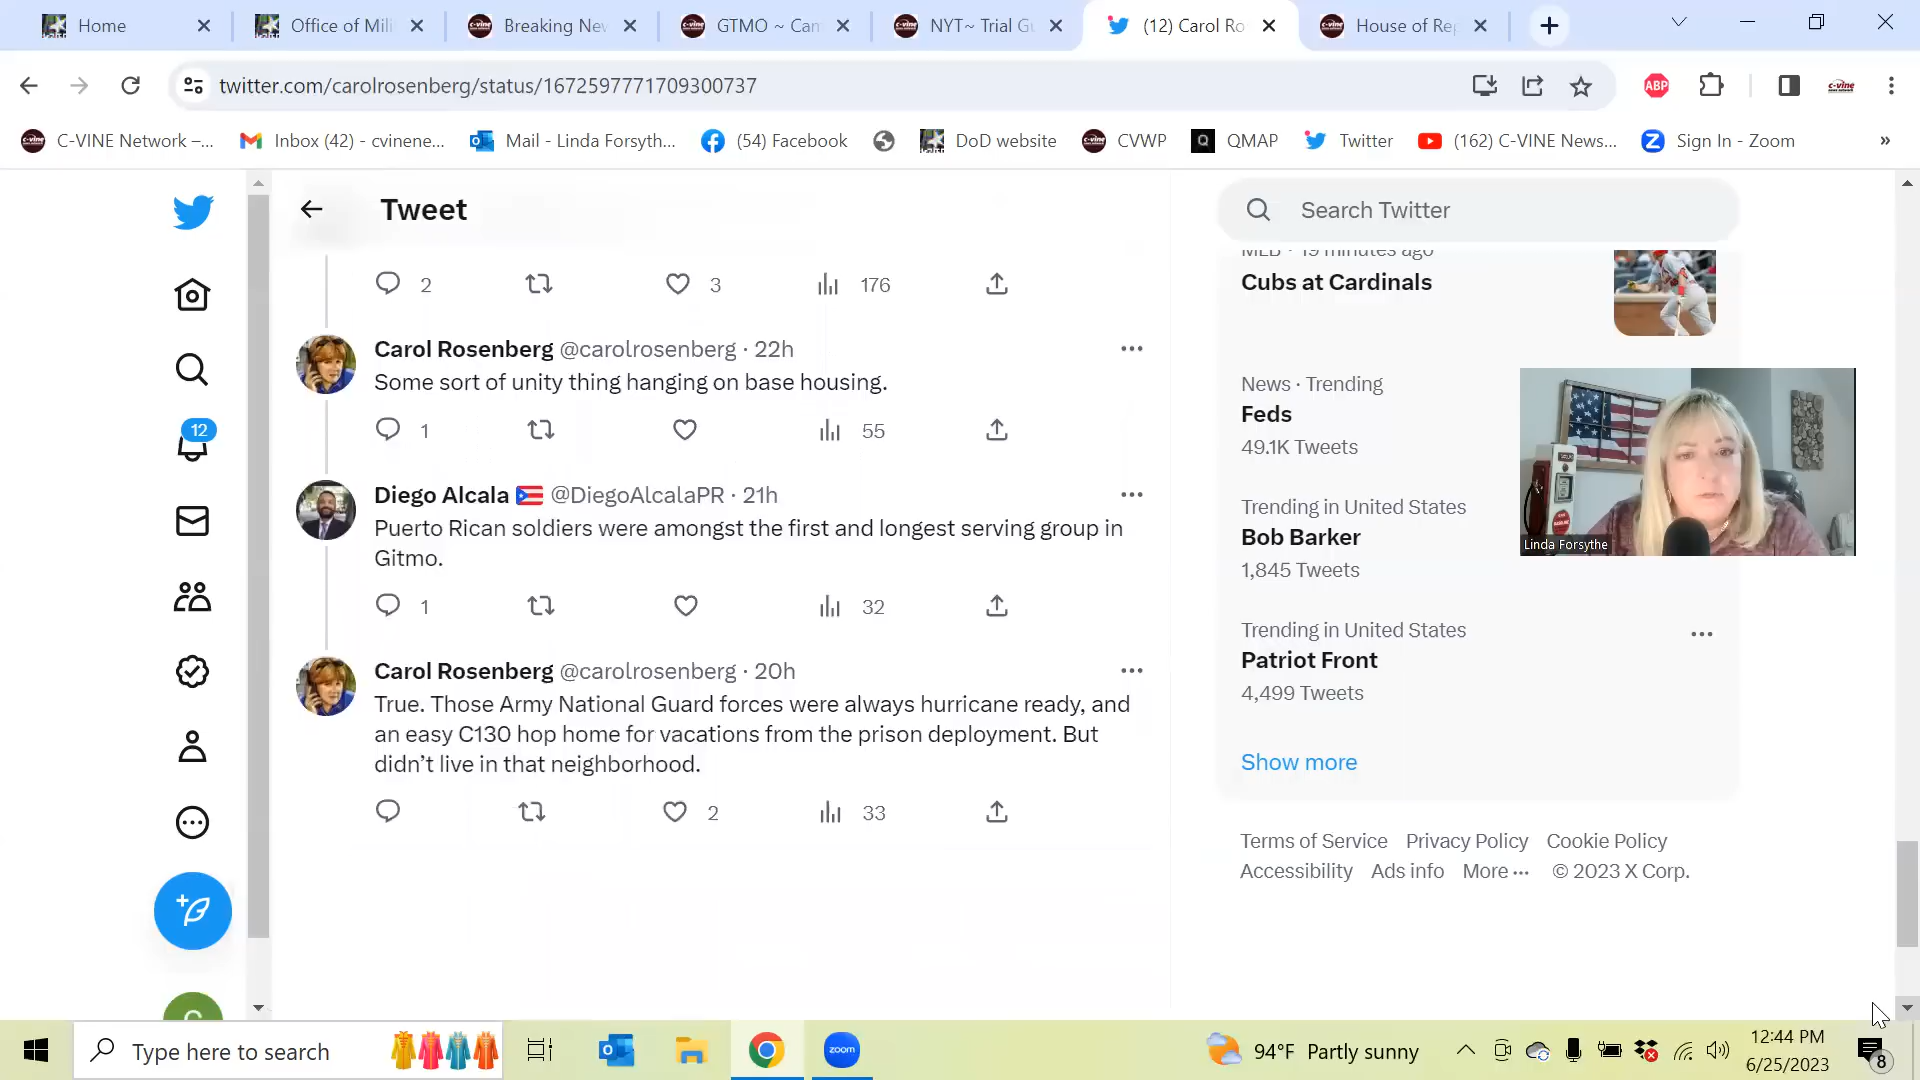 Home
Office of Mili
Breaking Nev
GTMO ~ Cam
NYT~ Trial Gu
(12) Carol Ro
House of Rep
twitter.com/carolrosenberg/status/1672597771709300737
ABP
c-vine
C-VINE Network –...
Inbox (42) - cvinene...
Mail - Linda Forsyth...
(54) Facebook
DoD website
CVWP
Q QMAP
Twitter
(162) C-VINE News...
Z Sign In - Zoom
»
Tweet
Search Twitter
MLB · 19 minutes ago
Cubs at Cardinals
2 3 176
Carol Rosenberg @carolrosenberg · 22h
Some sort of unity thing hanging on base housing.
1 55
Diego Alcala @DiegoAlcalaPR · 21h
Puerto Rican soldiers were amongst the first and longest serving group in
Gitmo.
1 32
Carol Rosenberg @carolrosenberg · 20h
True. Those Army National Guard forces were always hurricane ready, and
an easy C130 hop home for vacations from the prison deployment. But
didn't live in that neighborhood.
2 33
12
News · Trending
Feds
49.1K Tweets
Trending in United States
Bob Barker
1,845 Tweets
Trending in United States
Patriot Front
4,499 Tweets
Show more
Linda Forsythe
Terms of Service Privacy Policy Cookie Policy
Accessibility Ads info More ··· © 2023 X Corp.
Type here to search
zoom
94°F Partly sunny
12:44 PM
6/25/2023
8